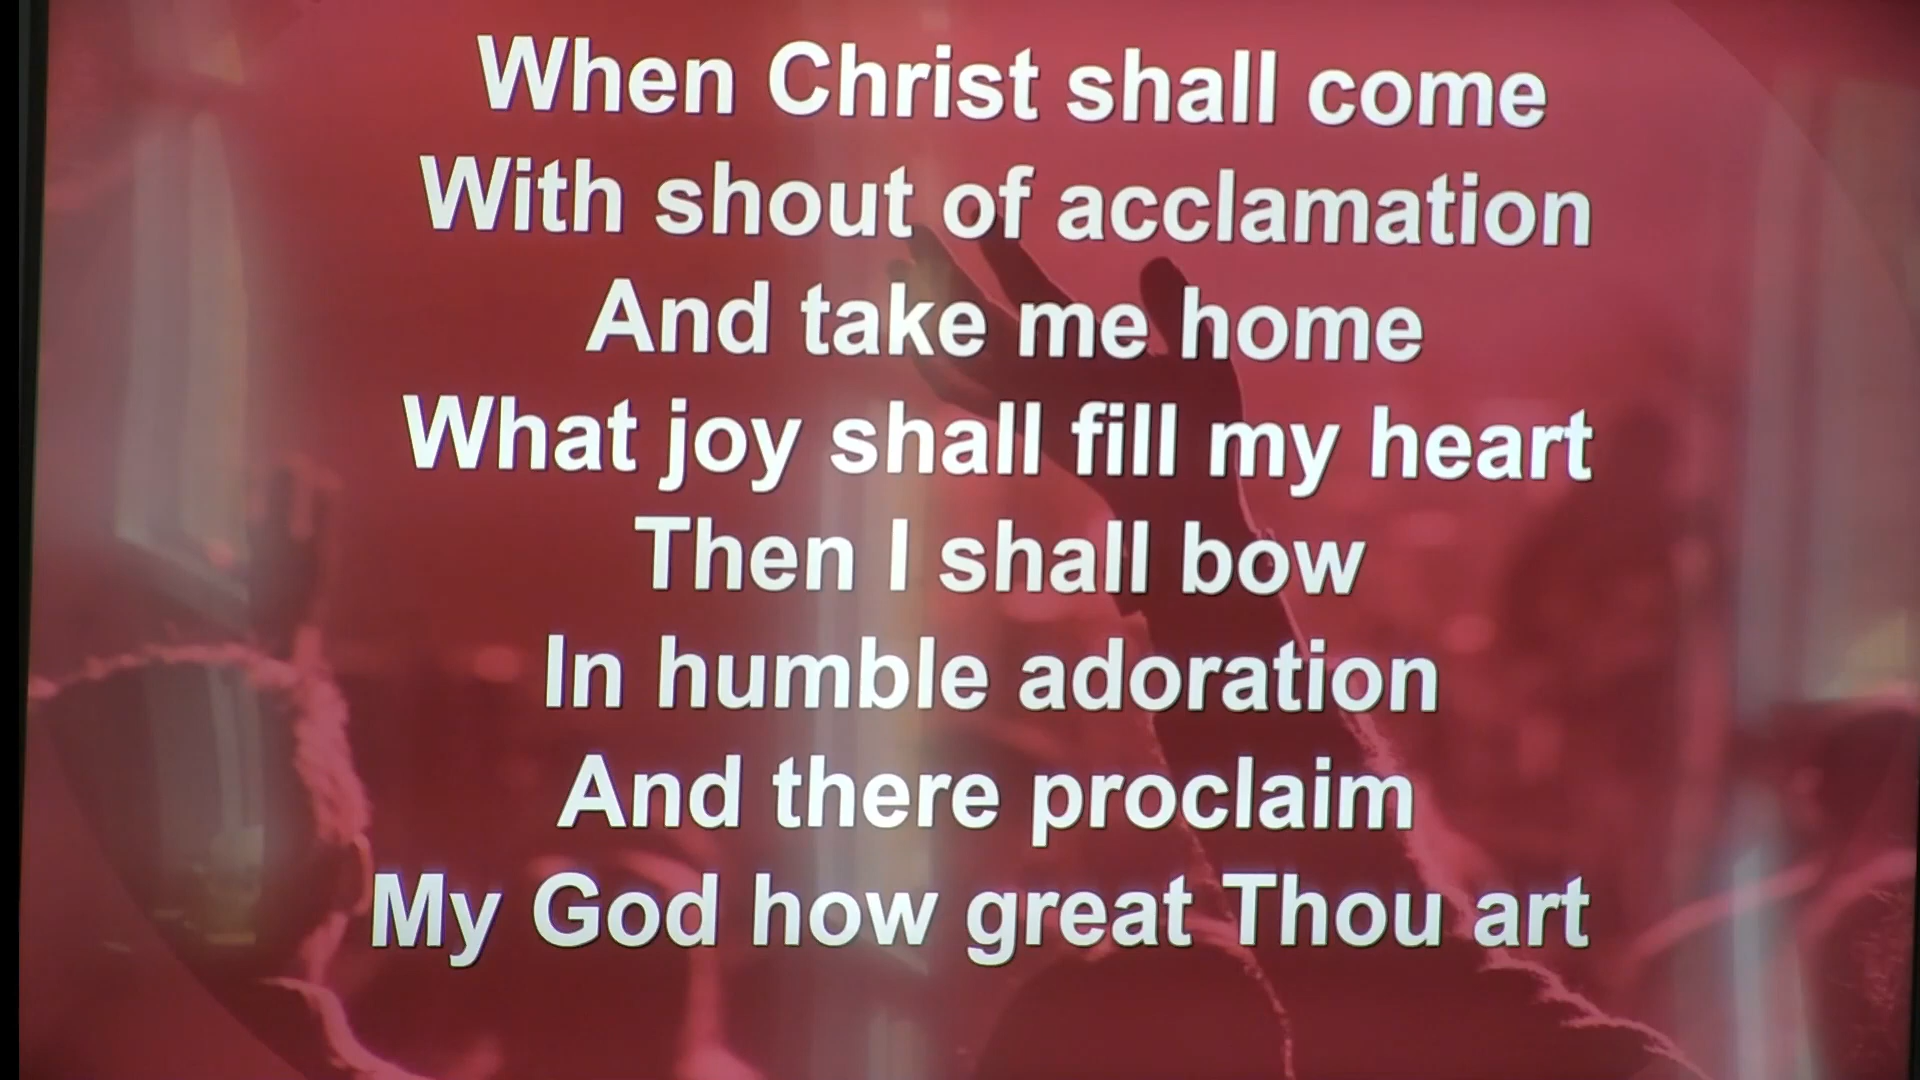 When Christ shall come
With shout of acclamation
And take me home
What joy shall fill my heart
Then I shall bow
In humble adoration
And there proclaim
My God how great Thou art